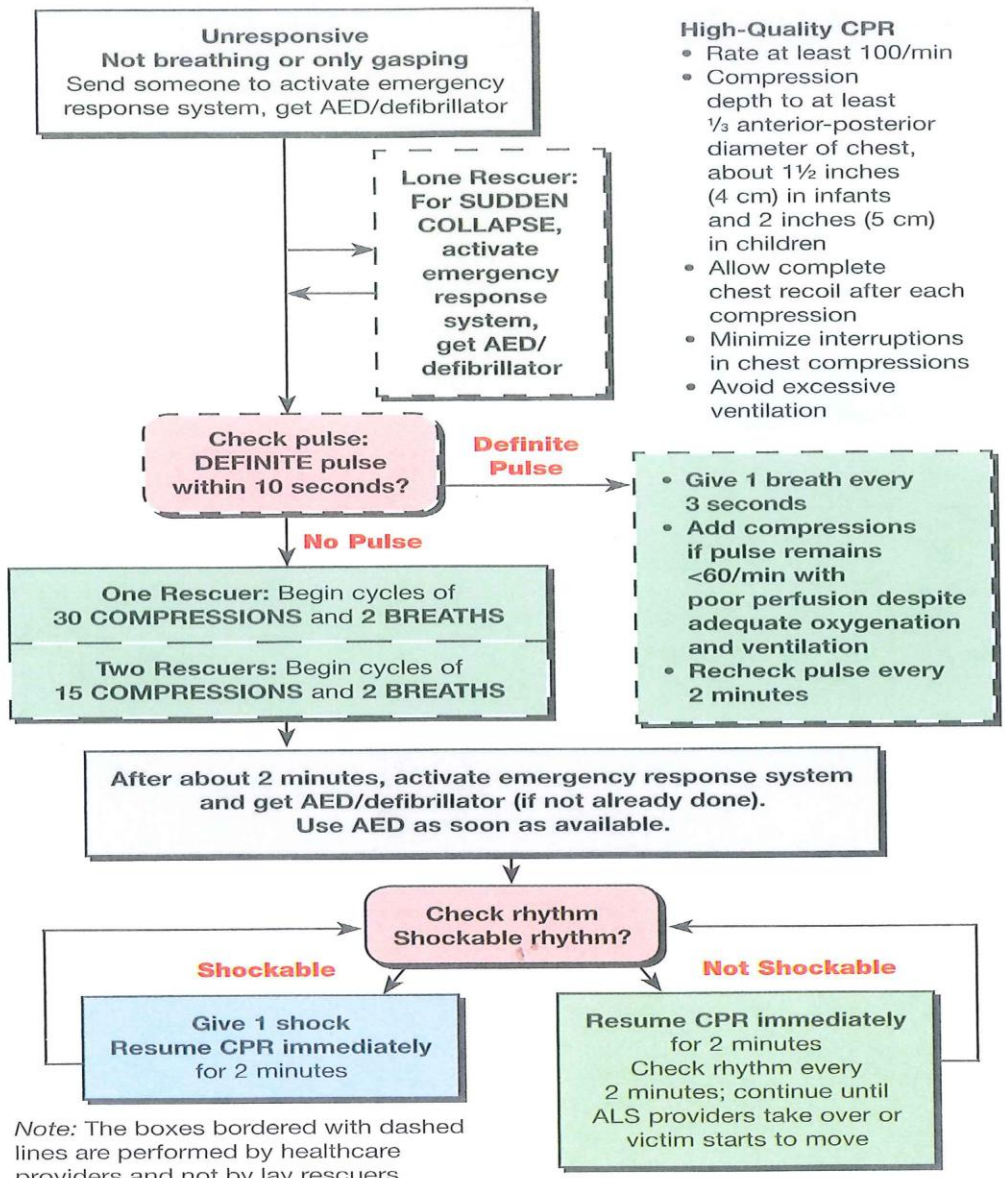 Unresponsive
Not breathing or only gasping
Send someone to activate emergency
response system, get AED/defibrillator
High-Quality CPR
• Rate at least 100/min
• Compression
depth to at least
⅓ anterior-posterior
diameter of chest,
about 1½ inches
(4 cm) in infants
and 2 inches (5 cm)
in children
• Allow complete
chest recoil after each
compression
• Minimize interruptions
in chest compressions
• Avoid excessive
ventilation
Lone Rescuer:
For SUDDEN
COLLAPSE,
activate
emergency
response
system,
get AED/
defibrillator
Check pulse:
DEFINITE pulse
within 10 seconds?
Definite
Pulse
• Give 1 breath every
3 seconds
• Add compressions
if pulse remains
<60/min with
poor perfusion despite
adequate oxygenation
and ventilation
• Recheck pulse every
2 minutes
No Pulse
One Rescuer: Begin cycles of
30 COMPRESSIONS and 2 BREATHS
Two Rescuers: Begin cycles of
15 COMPRESSIONS and 2 BREATHS
After about 2 minutes, activate emergency response system
and get AED/defibrillator (if not already done).
Use AED as soon as available.
Check rhythm
Shockable rhythm?
Shockable
Not Shockable
Give 1 shock
Resume CPR immediately
for 2 minutes
Resume CPR immediately
for 2 minutes
Check rhythm every
2 minutes; continue until
ALS providers take over or
victim starts to move
Note: The boxes bordered with dashed
lines are performed by healthcare
providers and not by lay rescuers